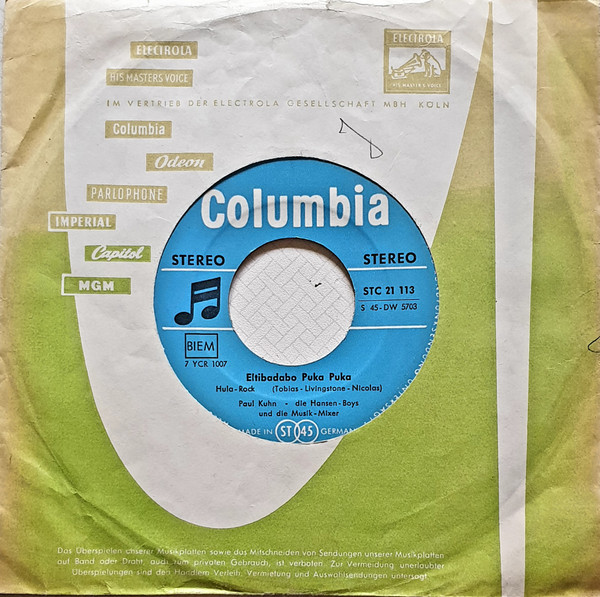 ELECTROLA
ELECTROLA
HIS MASTERS VOICE
HIS MASTER'S VOICE
IM VERTRIEB DER ELECTROLA GESELLSCHAFT MBH KÖLN
Columbia
Odeon
PARLOPHONE
IMPERIAL
Capitol
MGM
Columbia
STEREO
STEREO
STC 21 113
S 45-DW 5703
BIEM
7 YCR 1007
Eltibadabo Puka Puka
Hula-Rock (Tobias - Livingstone - Nicolas)
Paul Kuhn - die Hansen-Boys
und die Musik-Mixer
MADE IN ST 45 GERMANY
Das Überspielen unserer Musikplatten sowie das Mitschneiden von Sendungen unserer Musikplatten
auf Band oder Draht, auch zum privaten Gebrauch, ist verboten. Zur Vermeidung unerlaubter
Überspielungen sind den Händlern Verleih, Vermietung und Auswahlsendungen untersagt